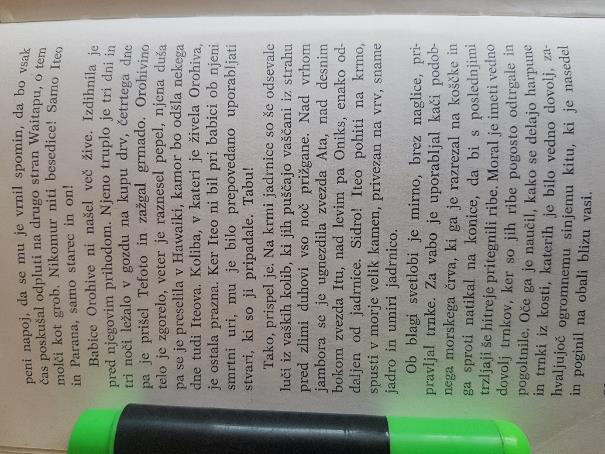 peni napoj, da se mu je vrnil spomin, da bo vsak
čas poskušal odpluti na drugo stran Waitapu, o tem
molči kot grob. Nikomur niti besedice! Samo Iteo
in Parana, samo starec in on!
Babice Orohive ni našel več žive. Izdihnila je
pred njegovim prihodom. Njeno truplo je tri dni in
tri noči ležalo v gozdu na kupu drv, četrtega dne
pa je prišel Tefoto in zažgal grmado. Orohivino
telo je zgorelo, veter je raznesel pepel, njena duša
pa se je preselila v Hawaiki, kamor bo odšla nekega
dne tudi Iteova. Koliba, v kateri je živela Orohiva,
je ostala prazna. Ker Iteo ni bil pri babici ob njeni
smrtni uri, mu je bilo prepovedano uporabljati
stvari, ki so ji pripadale. Tabu!
Tako, prispel je. Na krmi jadrnice so še odsevale
luči iz vaških kolib, ki jih puščajo vaščani iz strahu
pred zlimi duhovi vso noč prižgane. Nad vrhom
jambora se je ugnezdila zvezda Ata, nad desnim
bokom zvezda Itu, nad levim pa Oniks, enako od-
daljen od jadrnice. Sidro! Iteo pohiti na krmo,
spusti v morje velik kamen, privezan na vrv, sname
jadro in umiri jadrnico.
Ob blagi svetlobi je mirno, brez naglice, pri-
pravljal trnke. Za vabo je uporabljal kači podob-
nega morskega črva, ki ga je razrezal na koščke in
ga sproti natikal na konice, da bi s poslednjimi
trzljaji še hitreje pritegnili ribe. Moral je imeti vedno
dovolj trnkov, ker so jih ribe pogosto odtrgale in
pogoltnile. Oče ga je naučil, kako se delajo harpune
in trnki iz kosti, katerih je bilo vedno dovolj, za-
hvaljujoč ogromnemu sinjemu kitu, ki je nasedel
in poginil na obali blizu vasi.